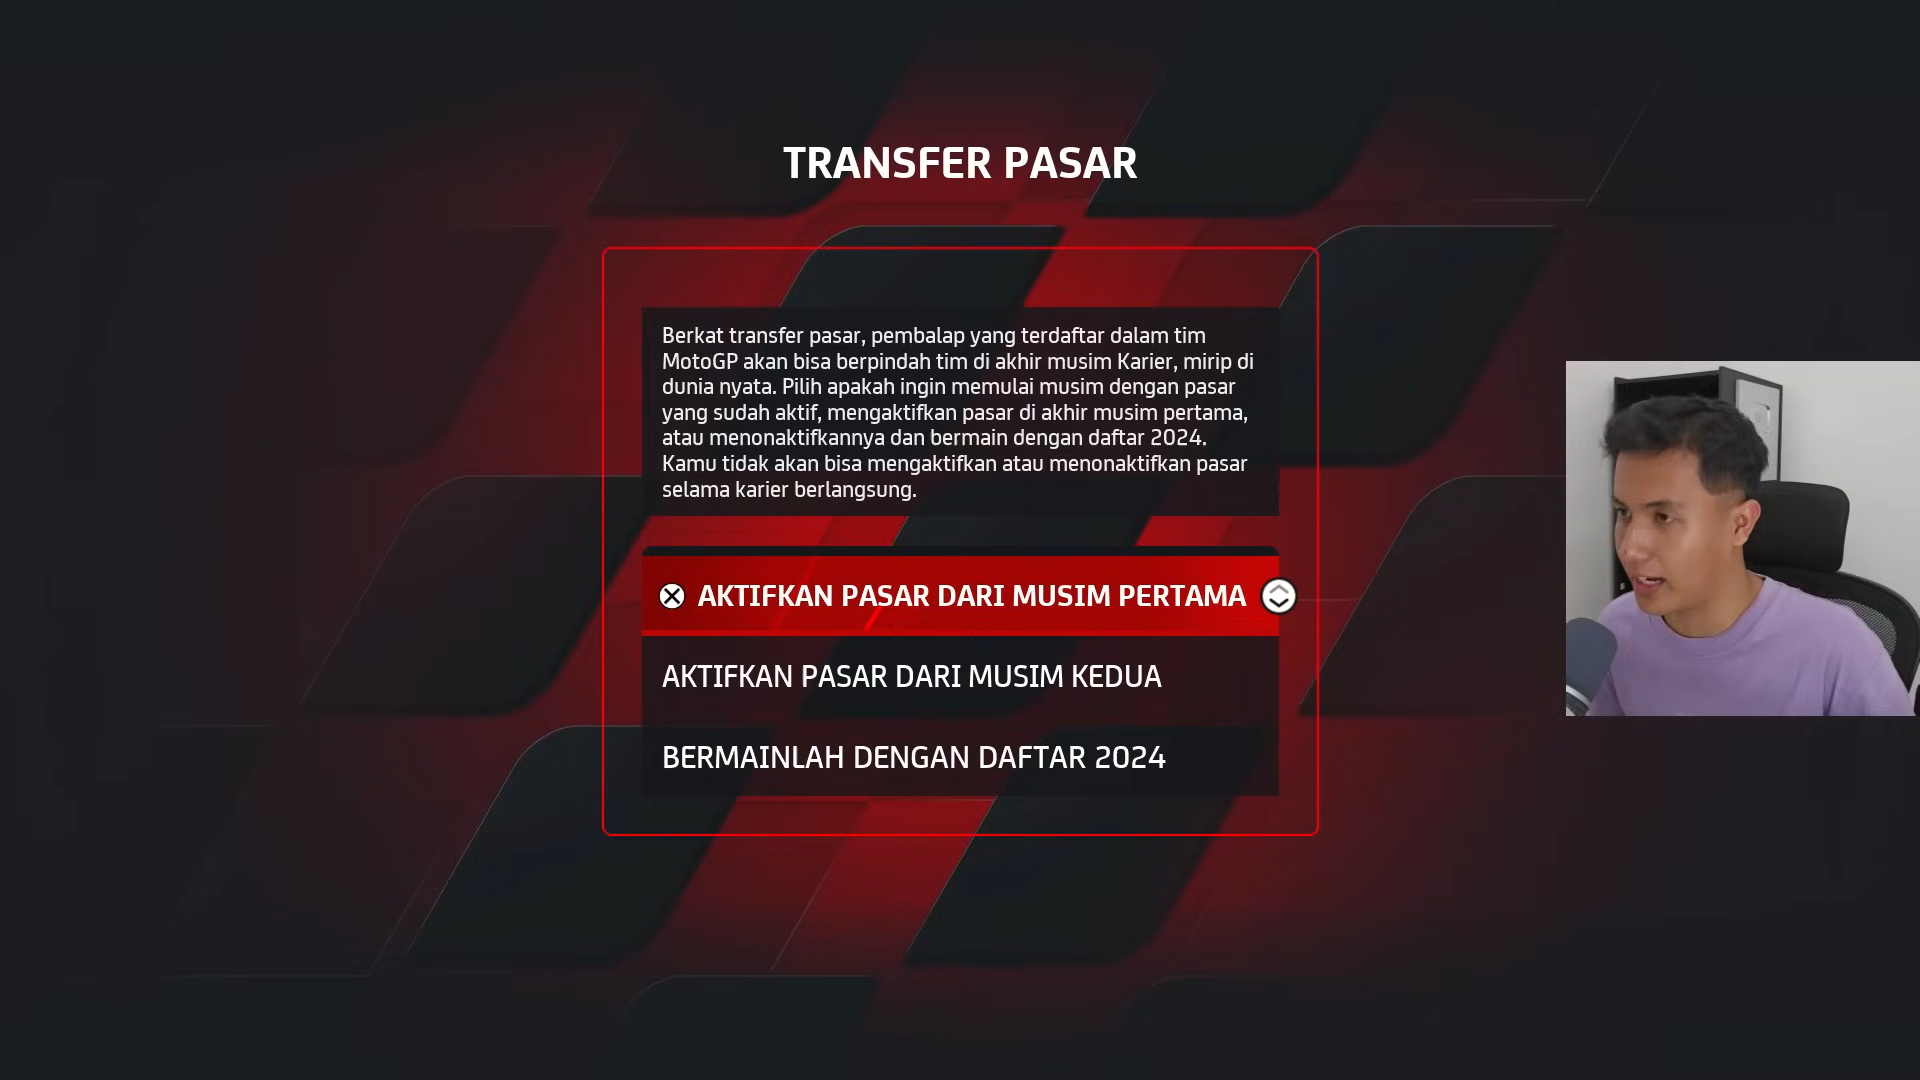 TRANSFER PASAR
Berkat transfer pasar, pembalap yang terdaftar dalam tim
MotoGP akan bisa berpindah tim di akhir musim Karier, mirip di
dunia nyata. Pilih apakah ingin memulai musim dengan pasar
yang sudah aktif, mengaktifkan pasar di akhir musim pertama,
atau menonaktifkannya dan bermain dengan daftar 2024.
Kamu tidak akan bisa mengaktifkan atau menonaktifkan pasar
selama karier berlangsung.
AKTIFKAN PASAR DARI MUSIM PERTAMA
AKTIFKAN PASAR DARI MUSIM KEDUA
BERMAINLAH DENGAN DAFTAR 2024